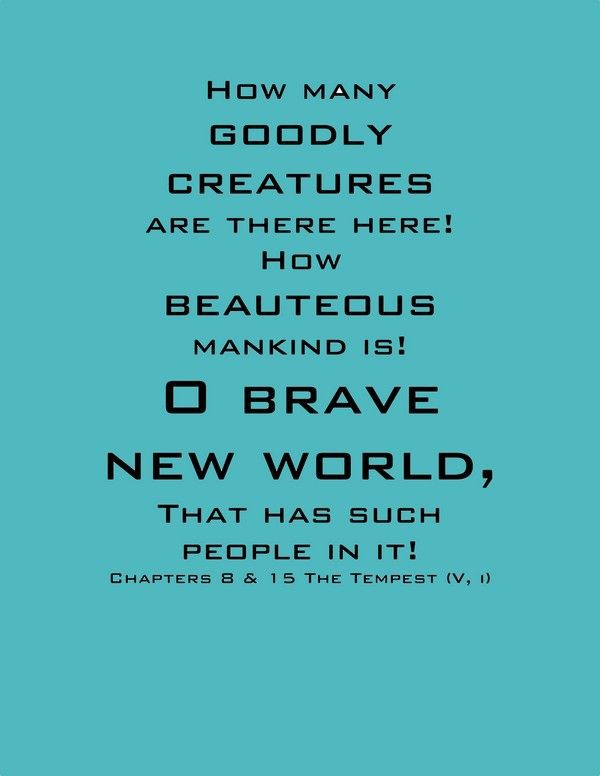 How many
goodly
creatures
are there here!
How
beauteous
mankind is!
O brave
new world,
That has such
people in it!
Chapters 8 & 15 The Tempest (V, i)